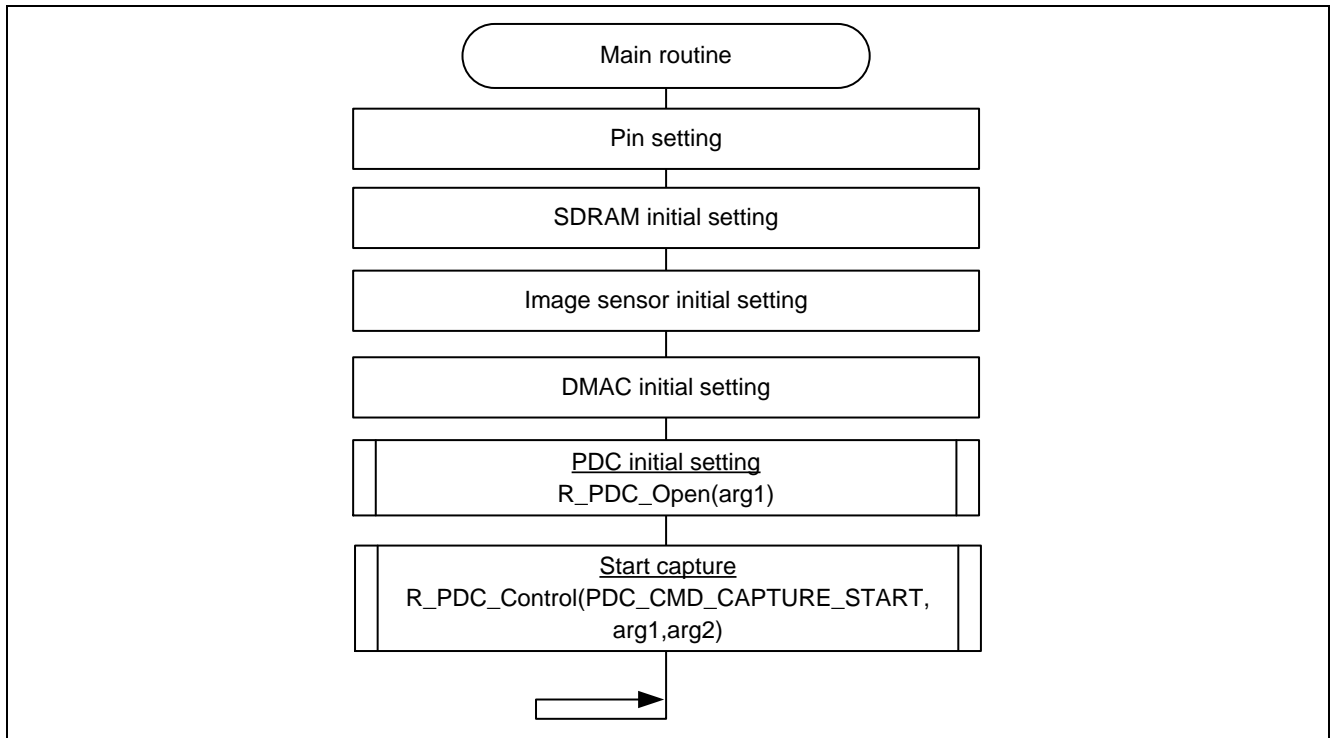 Main routine
Pin setting
SDRAM initial setting
Image sensor initial setting
DMAC initial setting
PDC initial setting
R_PDC_Open(arg1)
Start capture
R_PDC_Control(PDC_CMD_CAPTURE_START,
arg1,arg2)